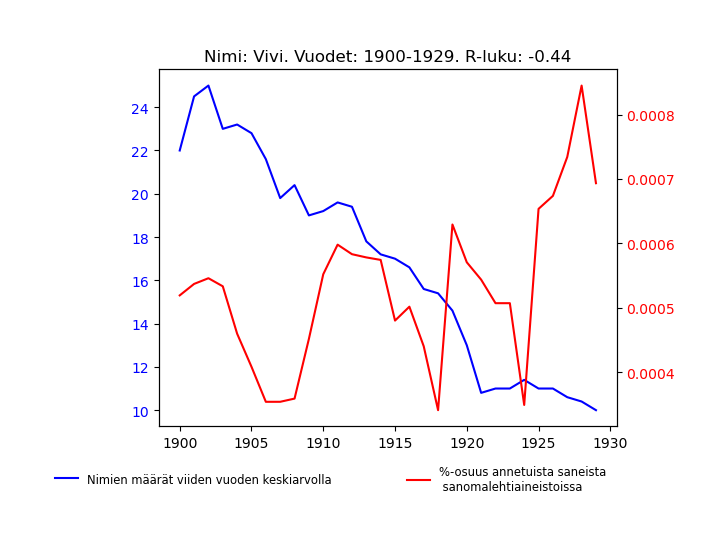 Nimi: Vivi. Vuodet: 1900-1929. R-luku: -0.44
24
22
20
18
16
14
12
10
0.0008
0.0007
0.0006
0.0005
0.0004
1900 1905 1910 1915 1920 1925 1930
Nimien määrät viiden vuoden keskiarvolla
%-osuus annetuista saneista
sanomalehtiaineistoissa